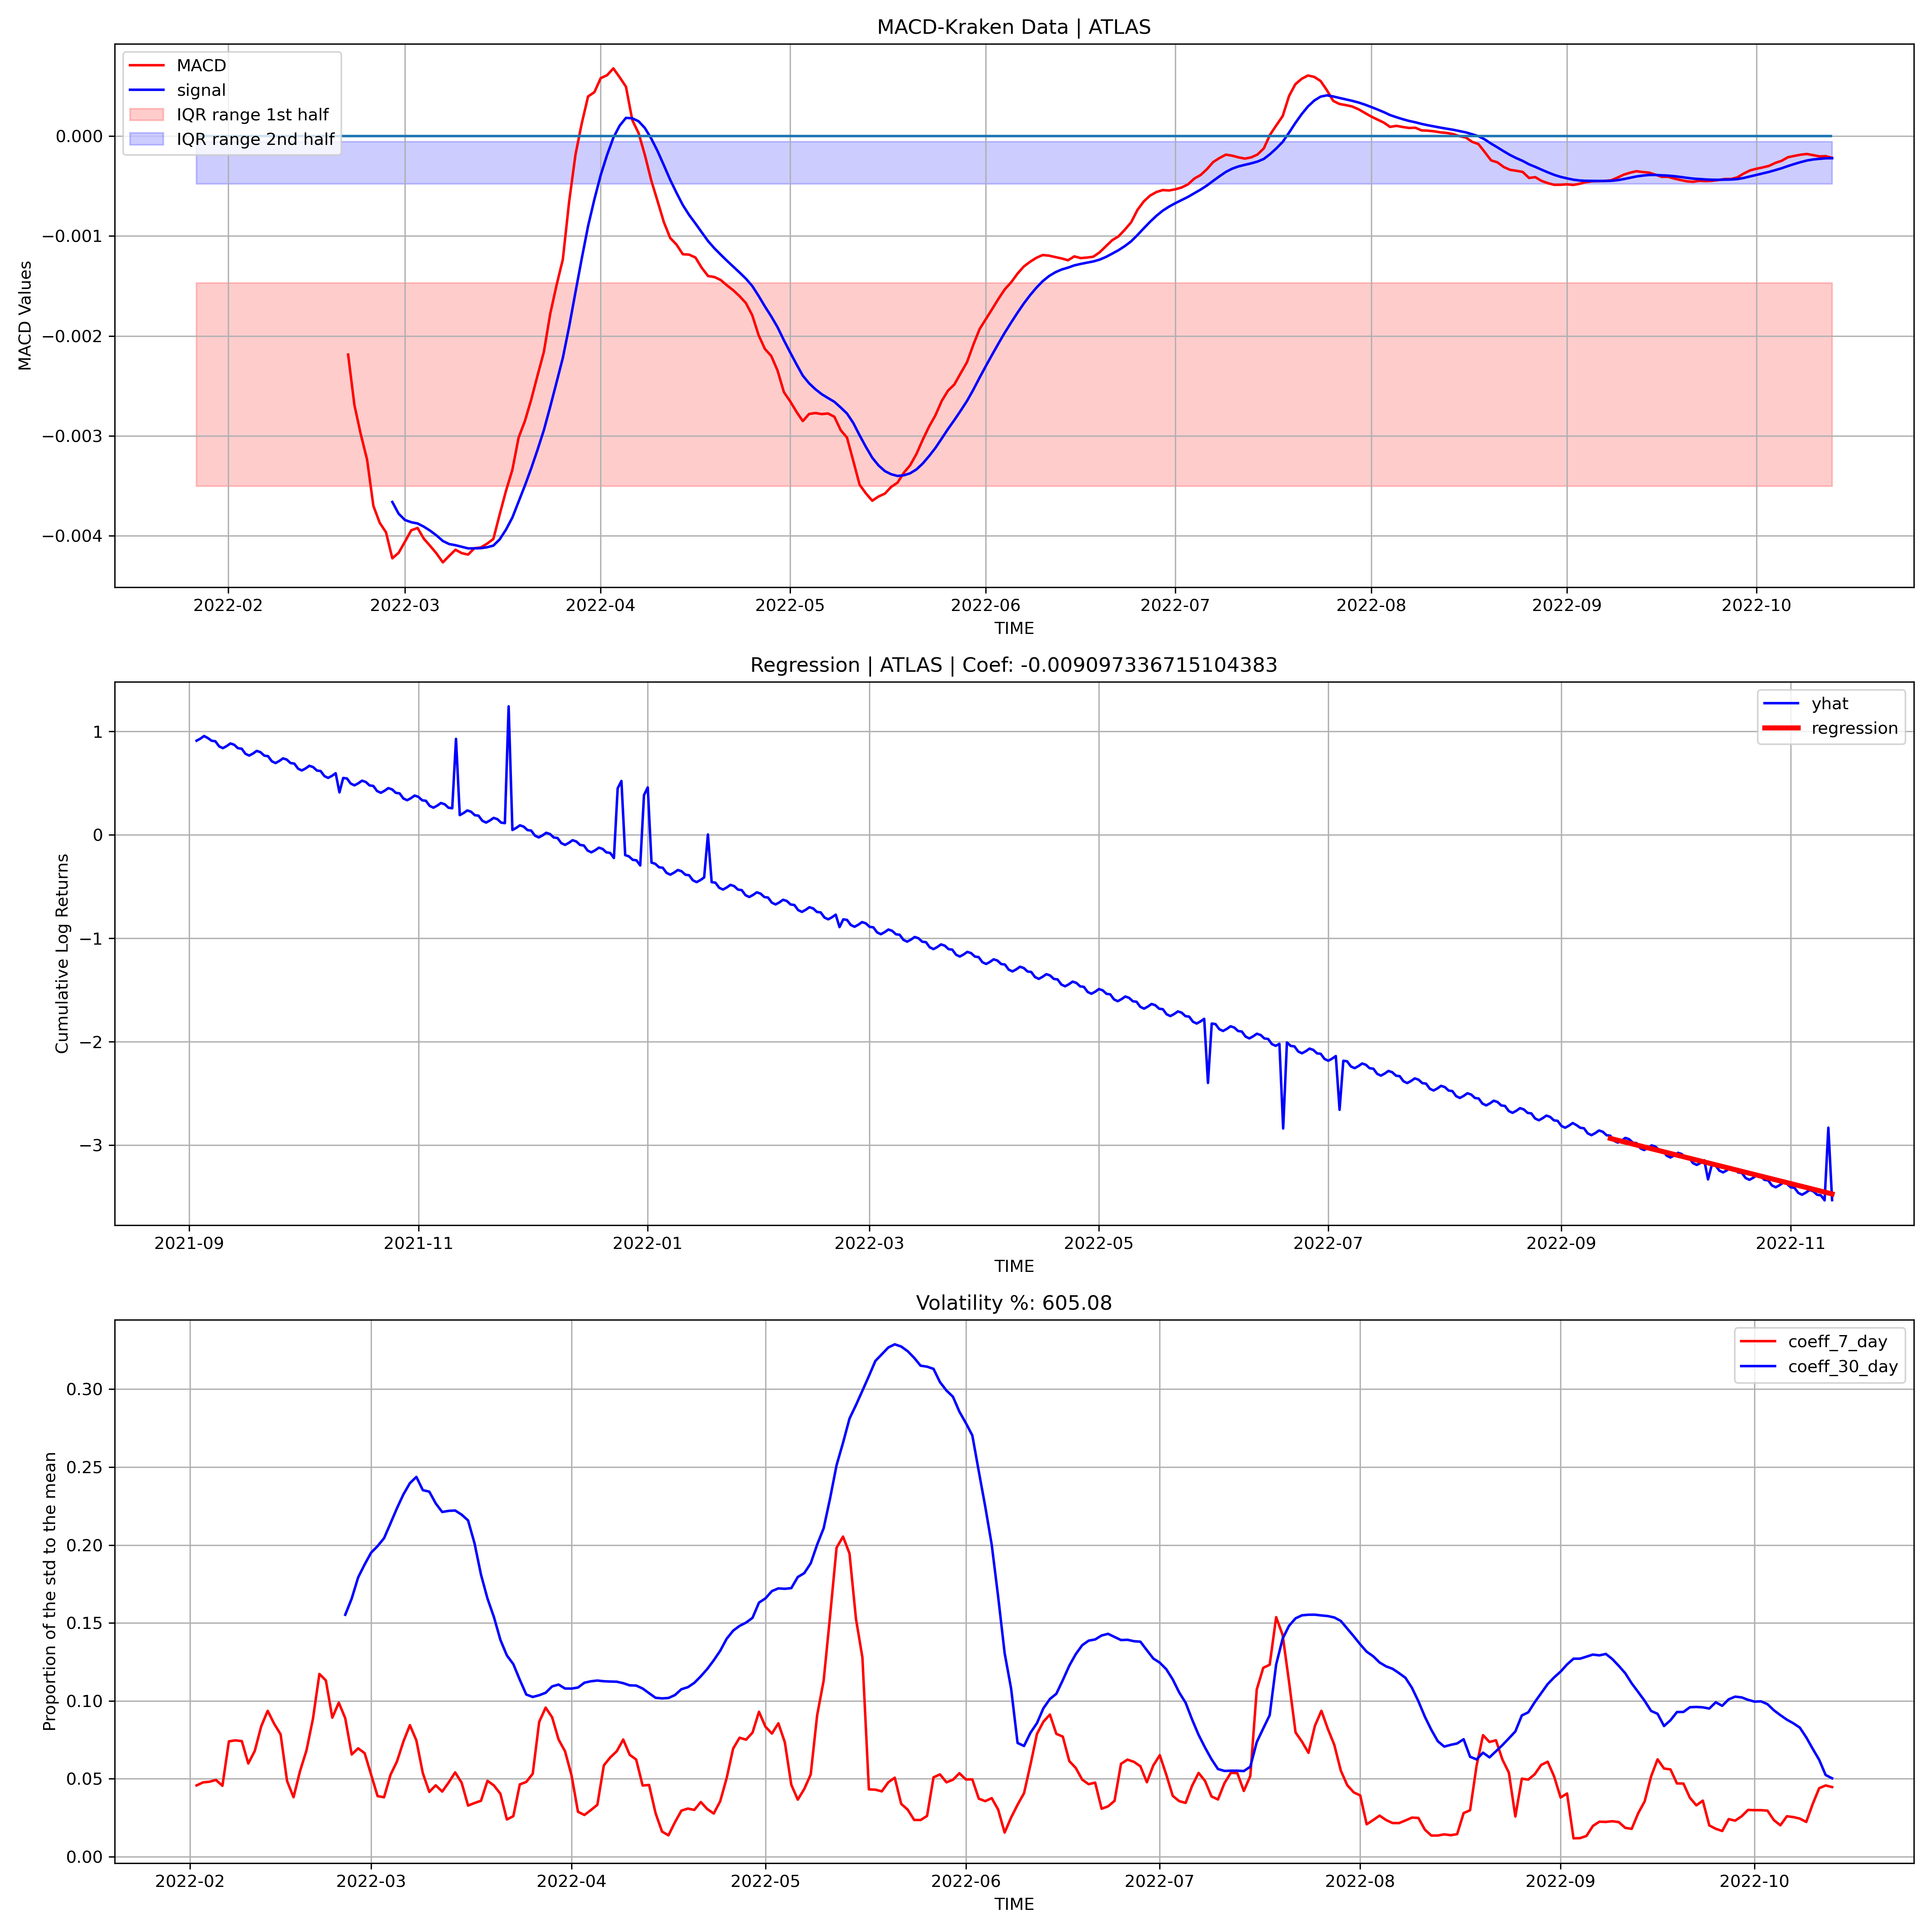 MACD-Kraken Data | ATLAS
MACD
signal
IQR range 1st half
IQR range 2nd half
0.000
−0.001
−0.002
−0.003
−0.004
MACD Values
2022-02 2022-03 2022-04 2022-05 2022-06 2022-07 2022-08 2022-09 2022-10
TIME
Regression | ATLAS | Coef: -0.009097336715104383
yhat
regression
1
0
−1
−2
−3
Cumulative Log Returns
2021-09 2021-11 2022-01 2022-03 2022-05 2022-07 2022-09 2022-11
TIME
Volatility %: 605.08
coeff_7_day
coeff_30_day
0.30
0.25
0.20
0.15
0.10
0.05
0.00
Proportion of the std to the mean
2022-02 2022-03 2022-04 2022-05 2022-06 2022-07 2022-08 2022-09 2022-10
TIME